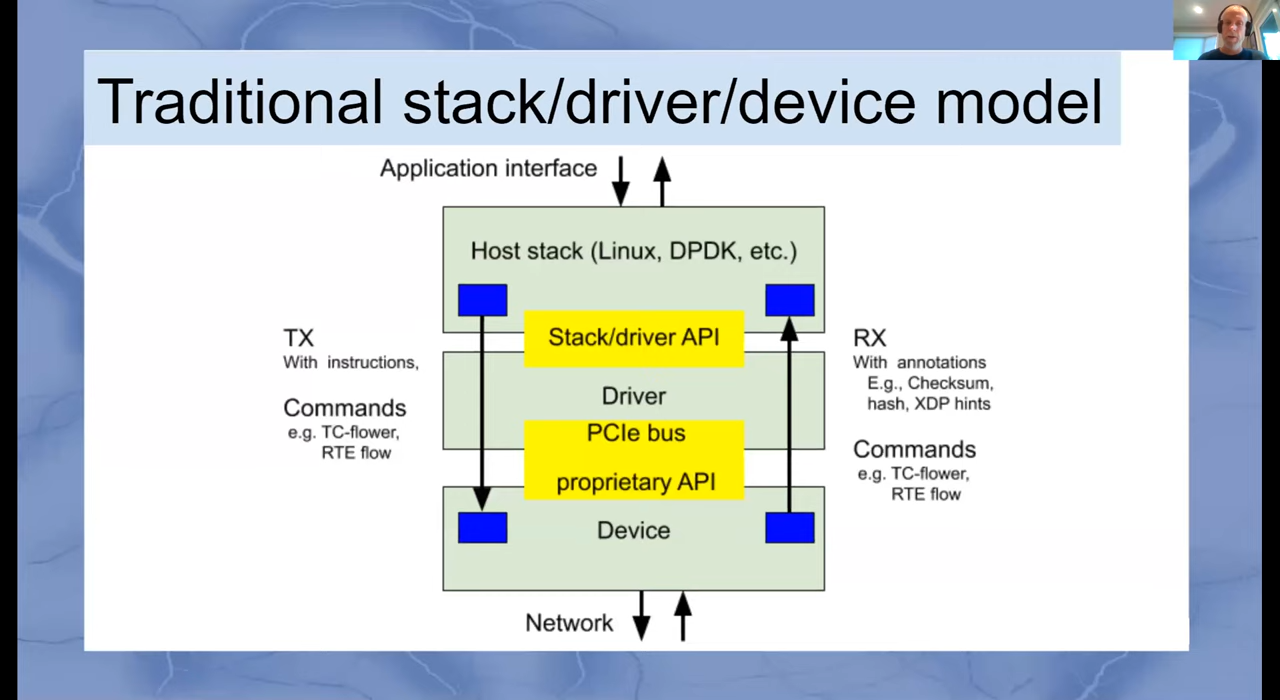 Traditional stack/driver/device model
Application interface
Host stack (Linux, DPDK, etc.)
Stack/driver API
TX
With instructions,
Commands
e.g. TC-flower,
RTE flow
Driver
PCIe bus
proprietary API
RX
With annotations
E.g., Checksum,
hash, XDP hints
Commands
e.g. TC-flower,
RTE flow
Device
Network